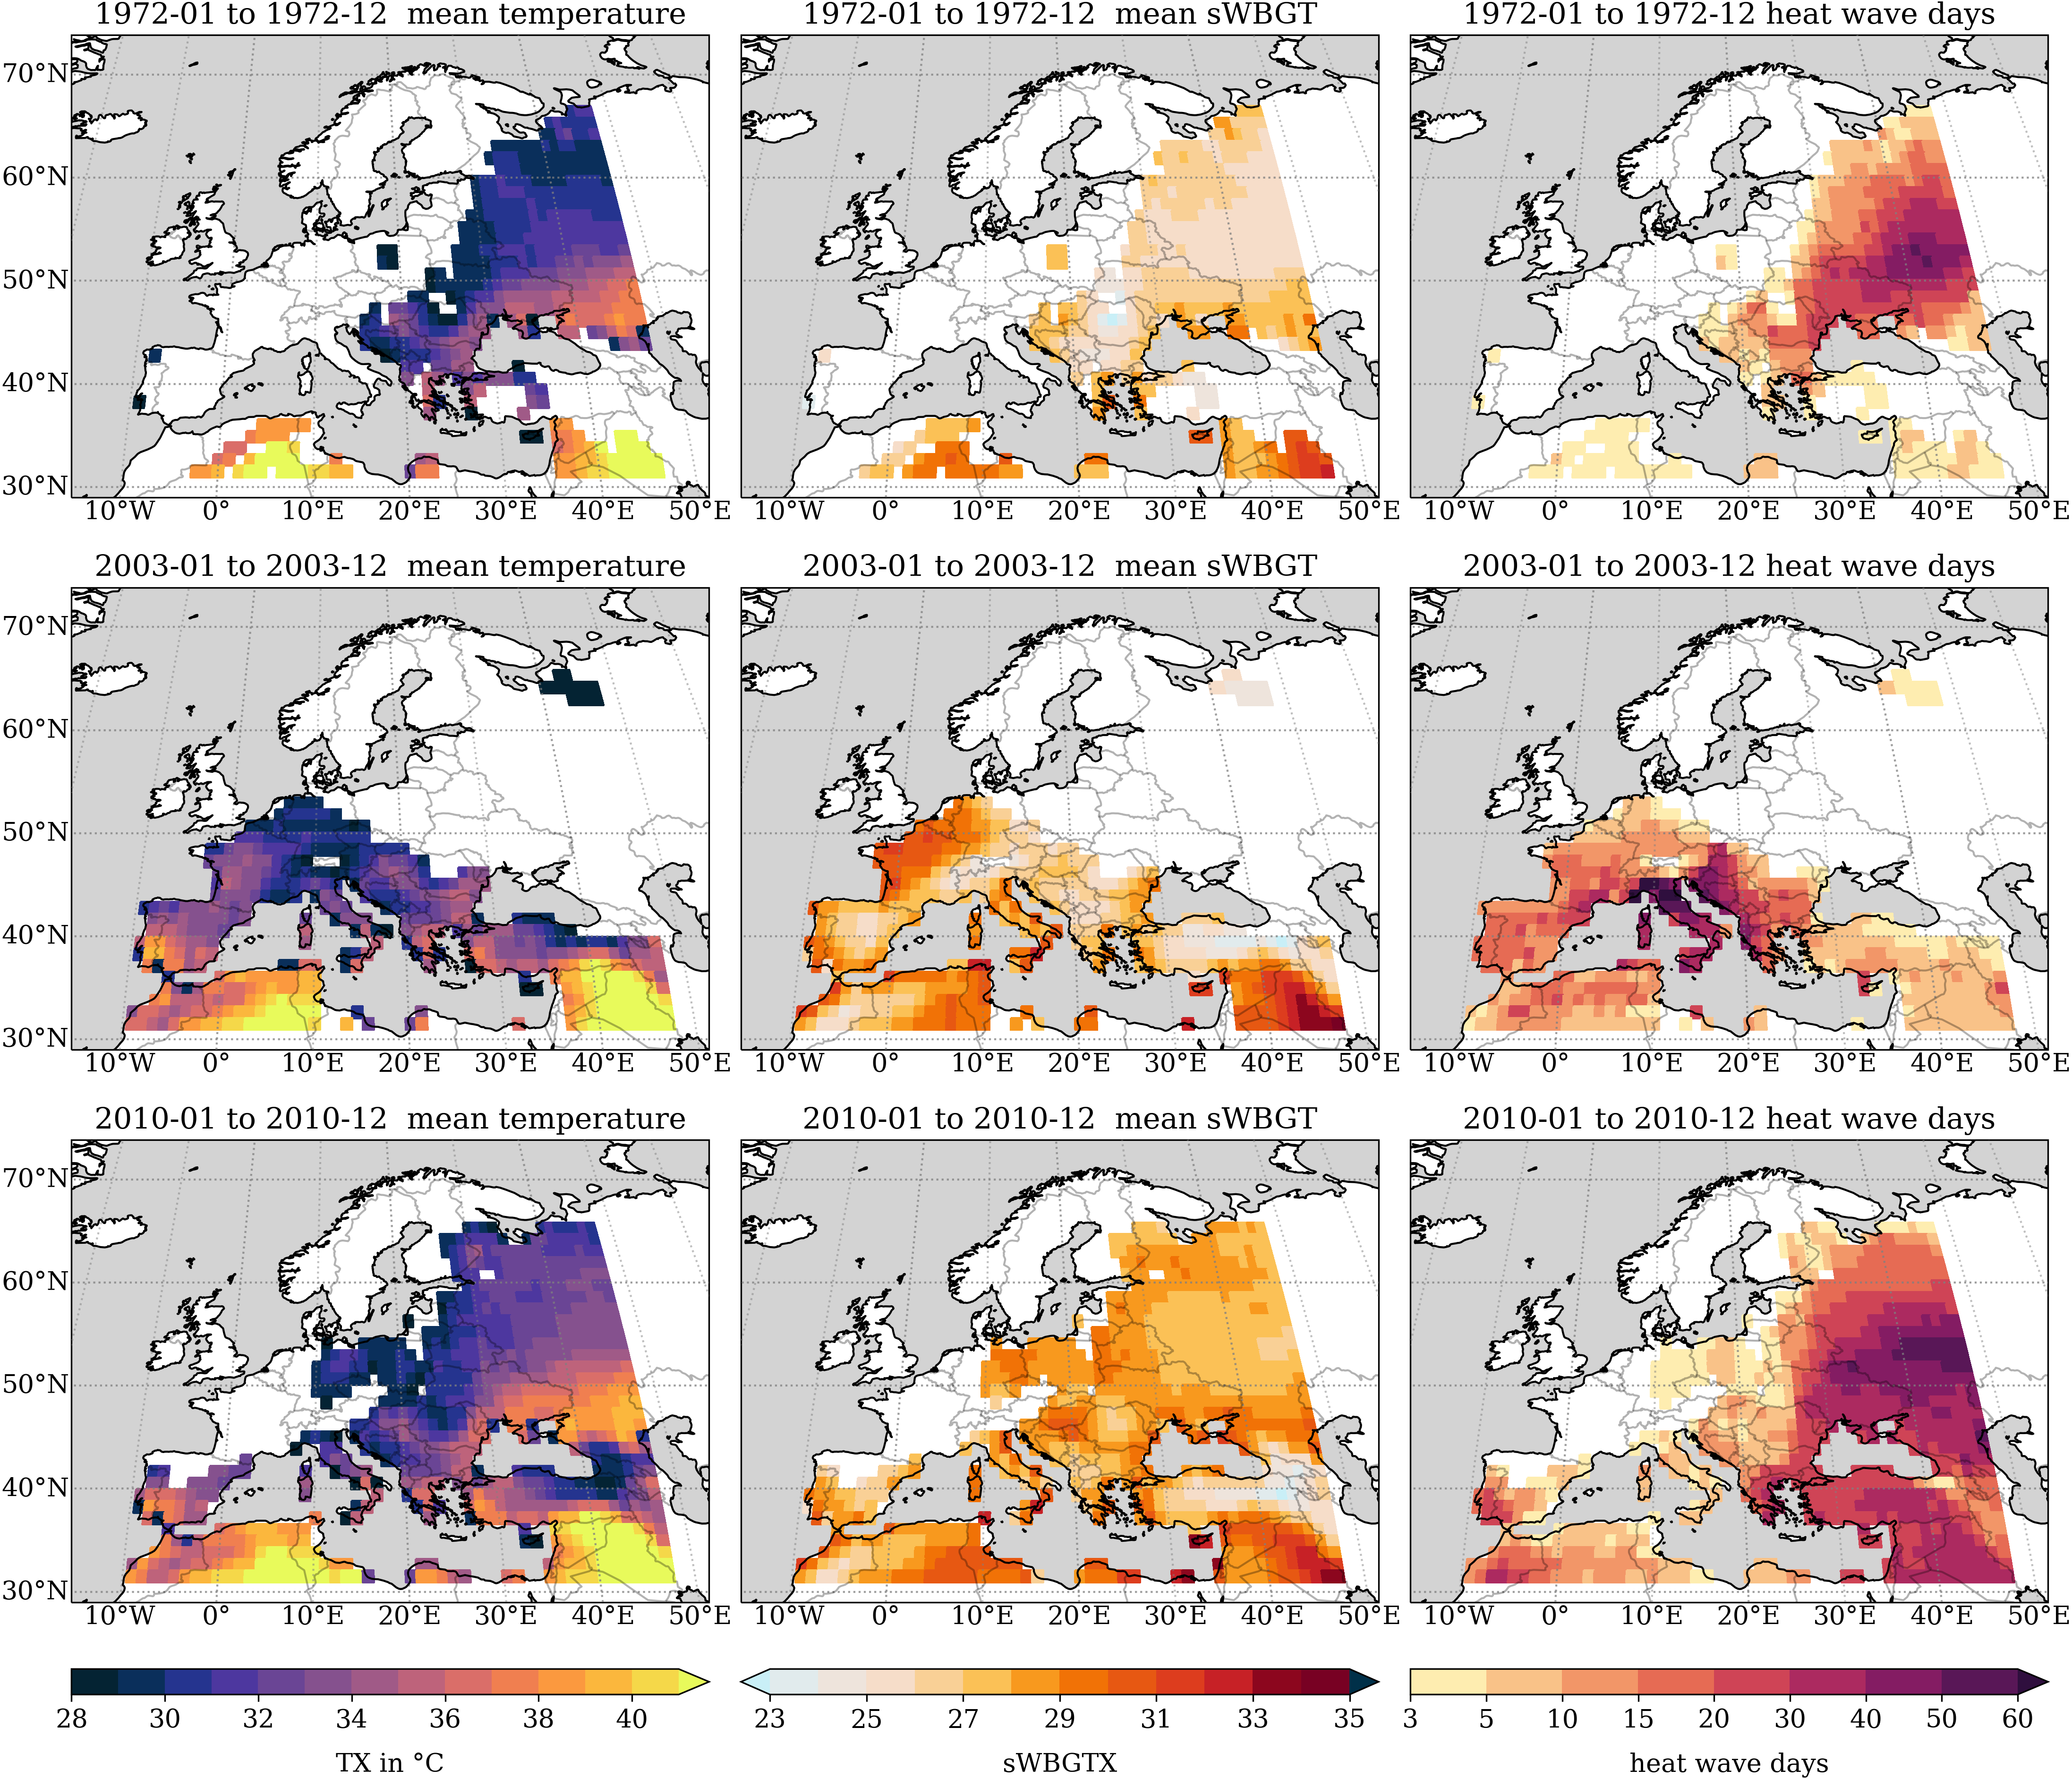 1972-01 to 1972-12 mean temperature
1972-01 to 1972-12 mean sWBGT
1972-01 to 1972-12 heat wave days
70°N
60°N
50°N
40°N
30°N
10°W 0° 10°E 20°E 30°E 40°E 50°E
10°W 0° 10°E 20°E 30°E 40°E 50°E
10°W 0° 10°E 20°E 30°E 40°E 50°E
2003-01 to 2003-12 mean temperature
2003-01 to 2003-12 mean sWBGT
2003-01 to 2003-12 heat wave days
70°N
60°N
50°N
40°N
30°N
10°W 0° 10°E 20°E 30°E 40°E 50°E
10°W 0° 10°E 20°E 30°E 40°E 50°E
10°W 0° 10°E 20°E 30°E 40°E 50°E
2010-01 to 2010-12 mean temperature
2010-01 to 2010-12 mean sWBGT
2010-01 to 2010-12 heat wave days
70°N
60°N
50°N
40°N
30°N
10°W 0° 10°E 20°E 30°E 40°E 50°E
10°W 0° 10°E 20°E 30°E 40°E 50°E
10°W 0° 10°E 20°E 30°E 40°E 50°E
28 30 32 34 36 38 40
TX in °C
23 25 27 29 31 33 35
sWBGTX
3 5 10 15 20 30 40 50 60
heat wave days